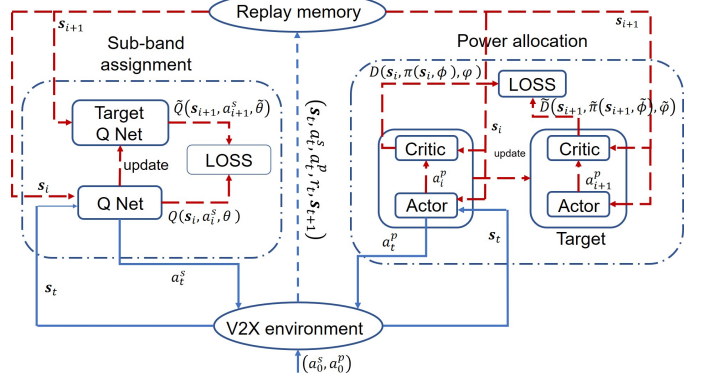 Replay memory
s_{i+1}
s_{i+1}
Sub-band
assignment
Power allocation
D(s_i, π(s_i, ϕ), φ)
LOSS
Target
Q Net
Q̃(s_{i+1}, a^s_{i+1}, θ̃)
D̃(s_{i+1}, π̃(s_{i+1}, ϕ̃), φ̃)
s_i
LOSS
update
Critic
update
Critic
a^p_i
a^p_{i+1}
s_i
Q Net
Q(s_i, a^s_i, θ)
(s_t, a^s_t, a^p_t, r_t, s_{t+1})
Actor
Actor
Target
a^p_t
s_t
a^s_t
s_t
V2X environment
(a^s_0, a^p_0)